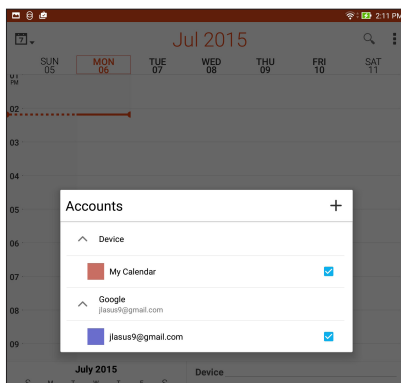 2:11 PM
7
Jul 2015
SUN MON TUE WED THU FRI SAT
05 06 07 08 09 10 11
01
PM
02
03
04
05
06
07
08
09
Accounts +
Device
My Calendar
Google
jlasus9@gmail.com
jlasus9@gmail.com
July 2015
Device
S M T W T F S